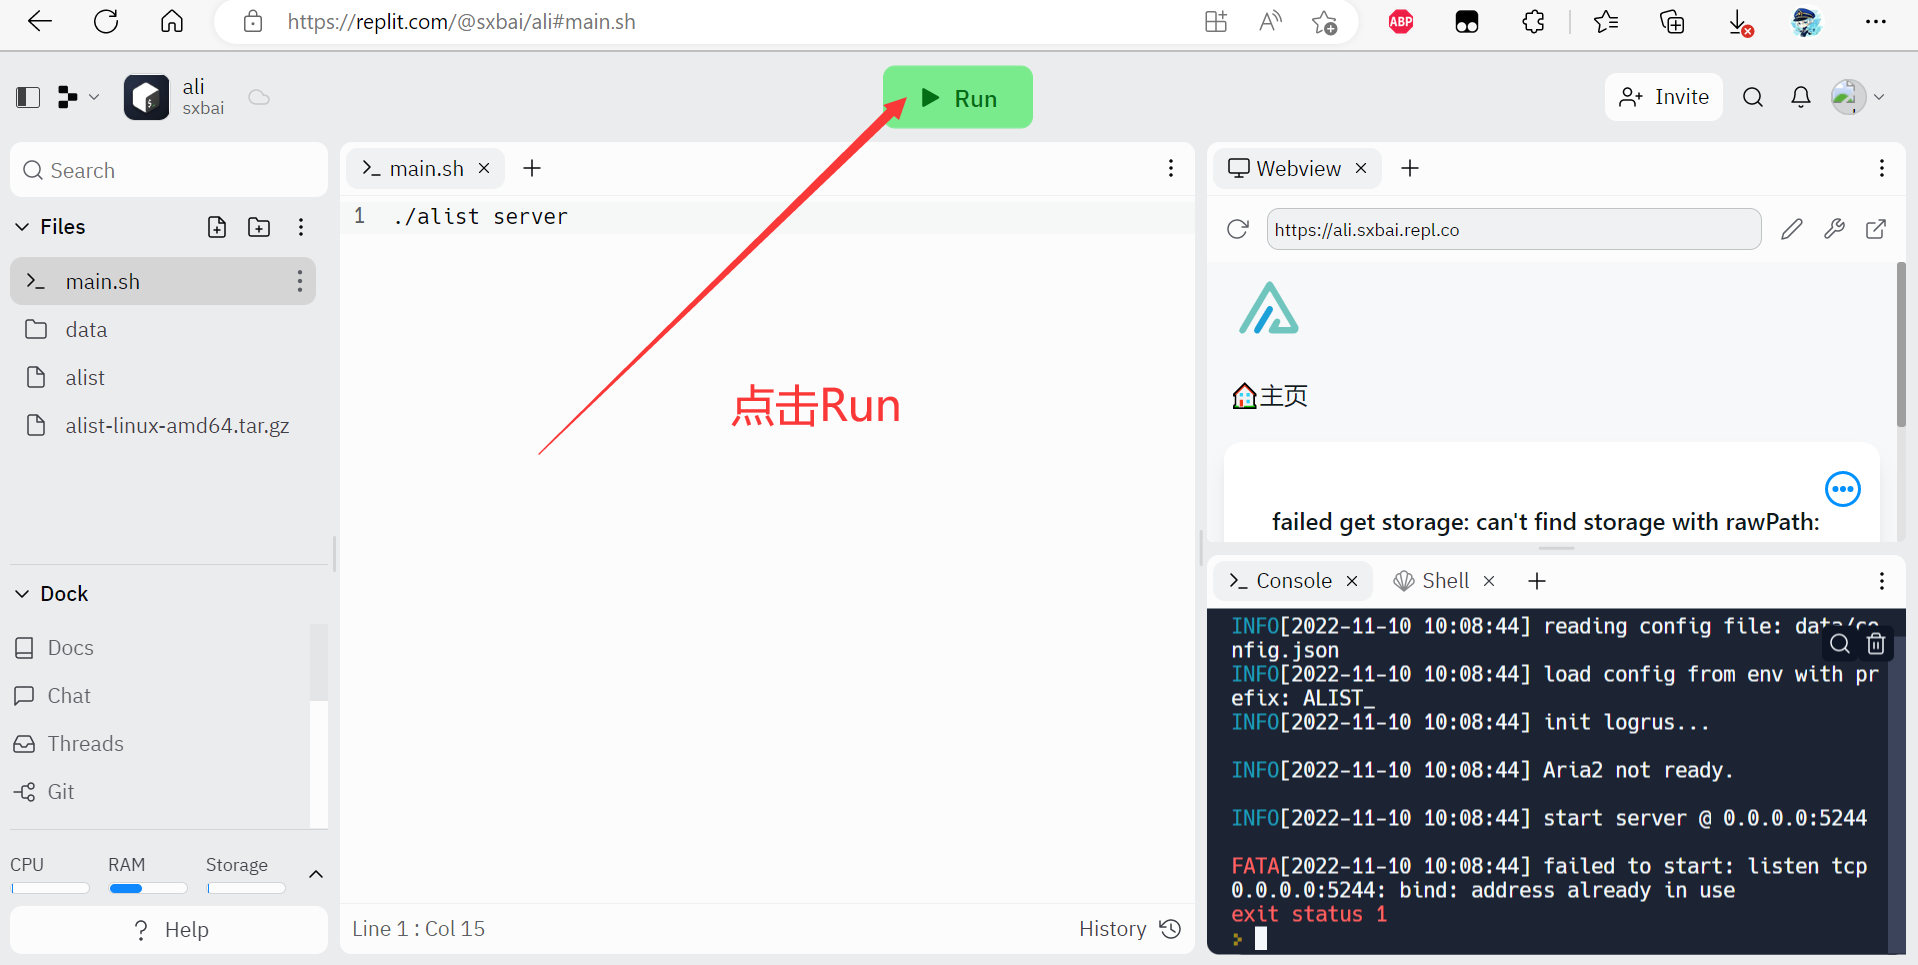 https://replit.com/@sxbai/ali#main.sh
ABP
ali
sxbai
Run
Invite
Search
Files
main.sh
data
alist
alist-linux-amd64.tar.gz
Dock
Docs
Chat
Threads
Git
CPU RAM Storage
? Help
>_ main.sh
1 ./alist server
点击Run
Line 1 : Col 15
History
Webview
https://ali.sxbai.repl.co
主页
failed get storage: can't find storage with rawPath:
>_ Console
Shell
INFO[2022-11-10 10:08:44] reading config file: data/co
nfig.json
INFO[2022-11-10 10:08:44] load config from env with pr
efix: ALIST_
INFO[2022-11-10 10:08:44] init logrus...
INFO[2022-11-10 10:08:44] Aria2 not ready.
INFO[2022-11-10 10:08:44] start server @ 0.0.0.0:5244
FATA[2022-11-10 10:08:44] failed to start: listen tcp
0.0.0.0:5244: bind: address already in use
exit status 1